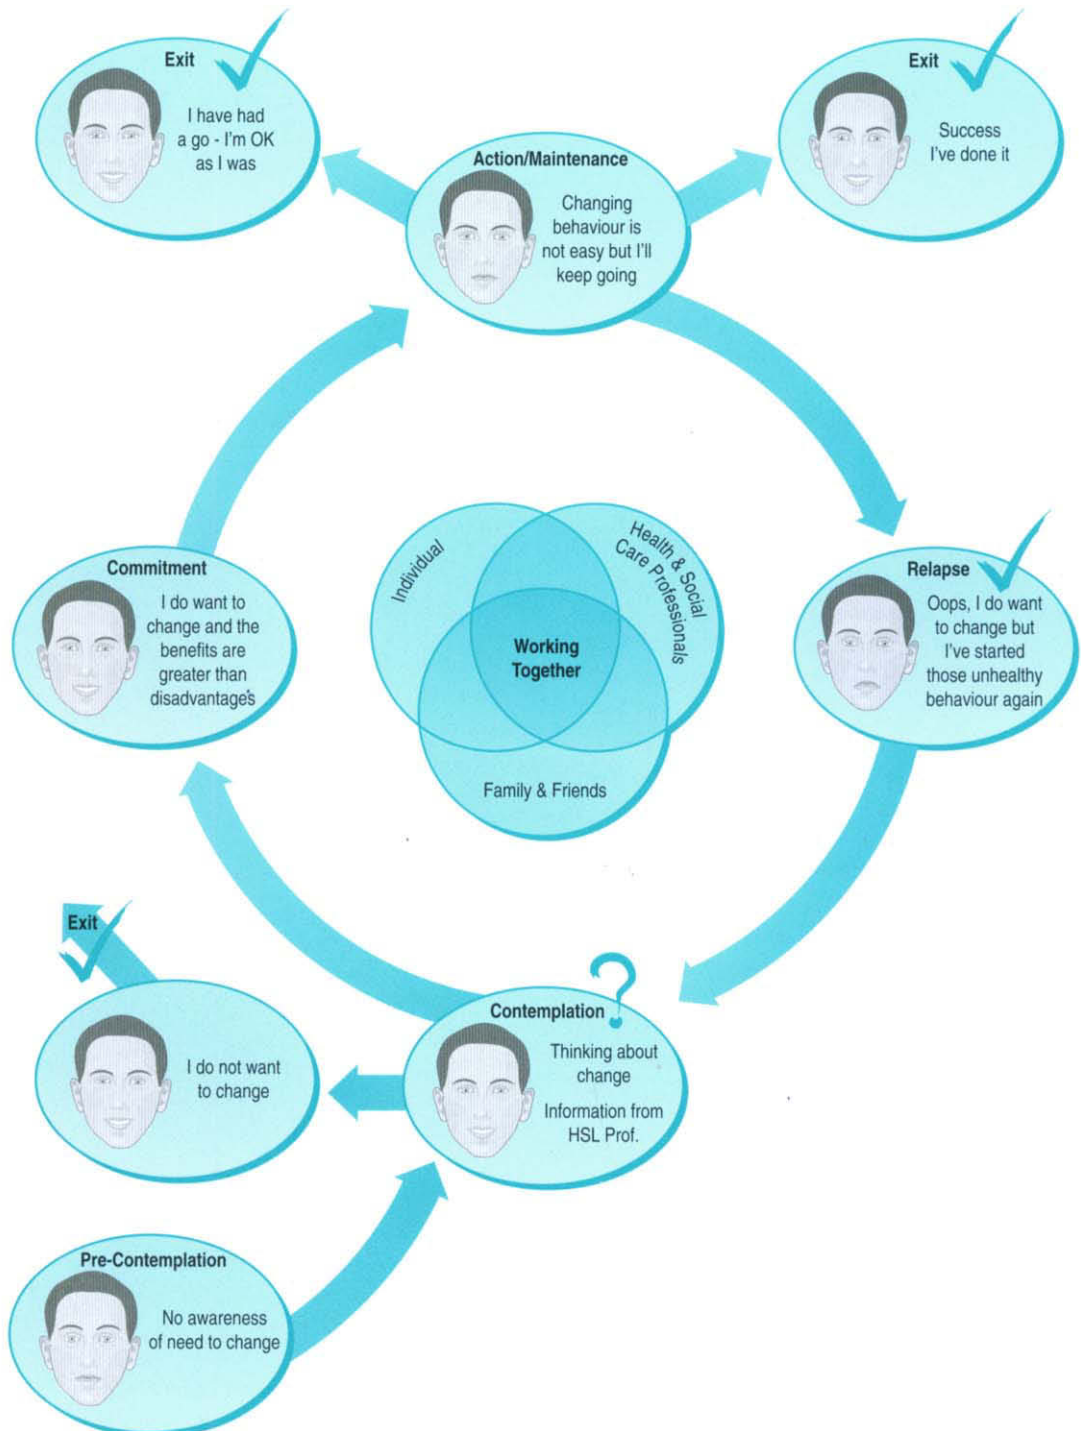 Exit
I have had
a go - I'm OK
as I was
Exit
Success
I've done it
Action/Maintenance
Changing
behaviour is
not easy but I'll
keep going
Commitment
I do want to
change and the
benefits are
greater than
disadvantages
Individual
Health & Social
Care Professionals
Working
Together
Family & Friends
Relapse
Oops, I do want
to change but
I've started
those unhealthy
behaviour again
Exit
I do not want
to change
Contemplation
?
Thinking about
change
Information from
HSL Prof.
Pre-Contemplation
No awareness
of need to change